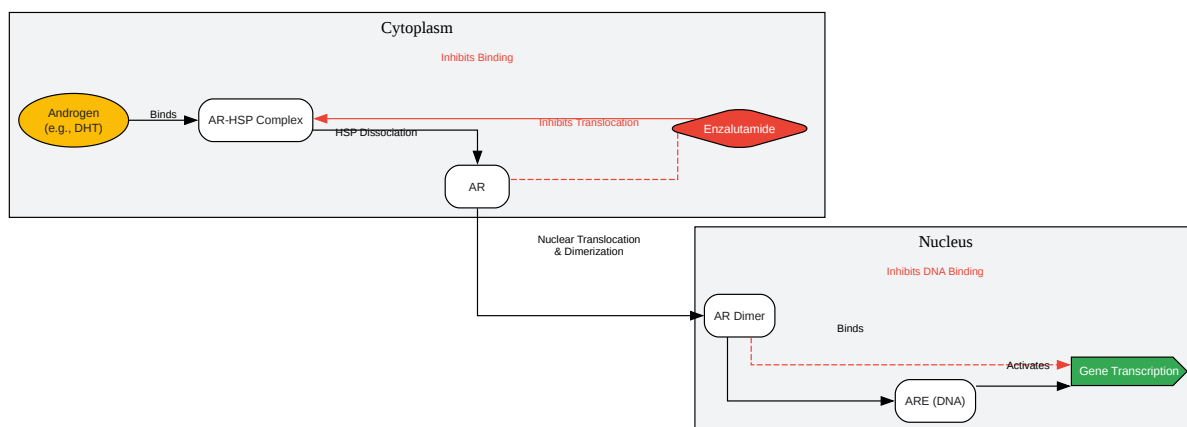 Cytoplasm
Inhibits Binding
Androgen
(e.g., DHT)
Binds
AR-HSP Complex
HSP Dissociation
Inhibits Translocation
Enzalutamide
AR
Nuclear Translocation
& Dimerization
Nucleus
Inhibits DNA Binding
AR Dimer
Binds
Activates
Gene Transcription
ARE (DNA)